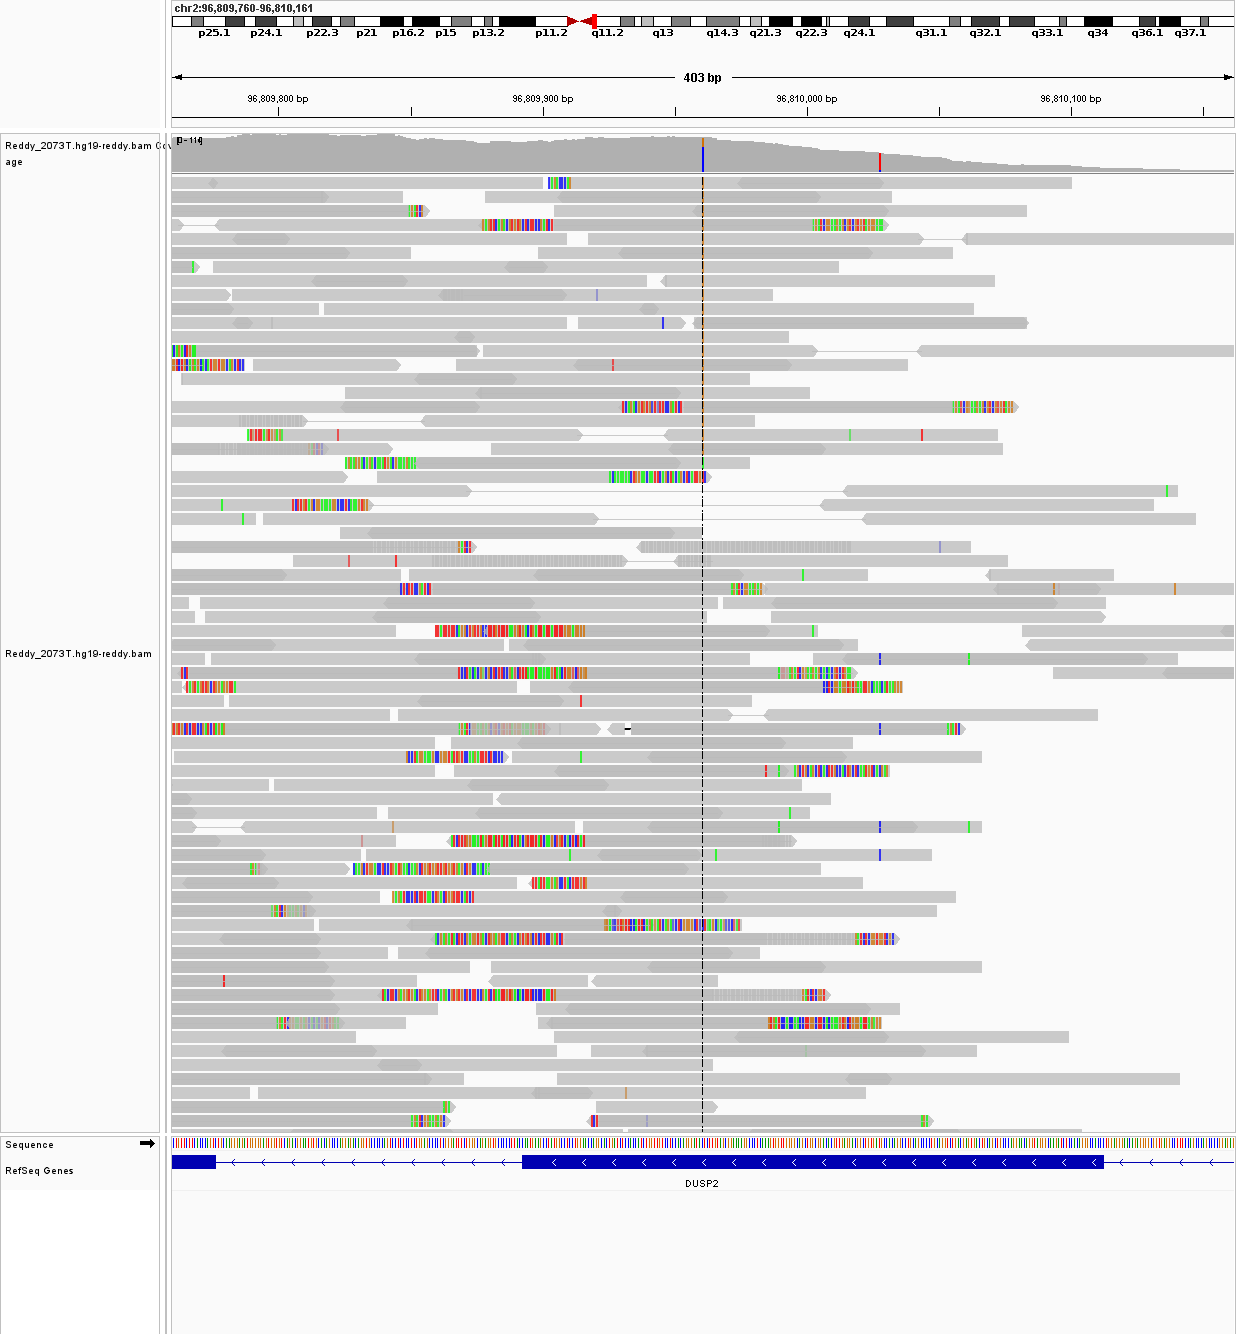 chr2:96,809,760-96,810,161
p25.1 p24.1 p22.3 p21 p16.2 p15 p13.2 p11.2 q11.2 q13 q14.3 q21.3 q22.3 q24.1 q31.1 q32.1 q33.1 q34 q36.1 q37.1
403 bp
96,809,800 bp 96,809,900 bp 96,810,000 bp 96,810,100 bp
Reddy_2073T.hg19-reddy.bam Cov
age
Reddy_2073T.hg19-reddy.bam
Sequence
RefSeq Genes
DUSP2